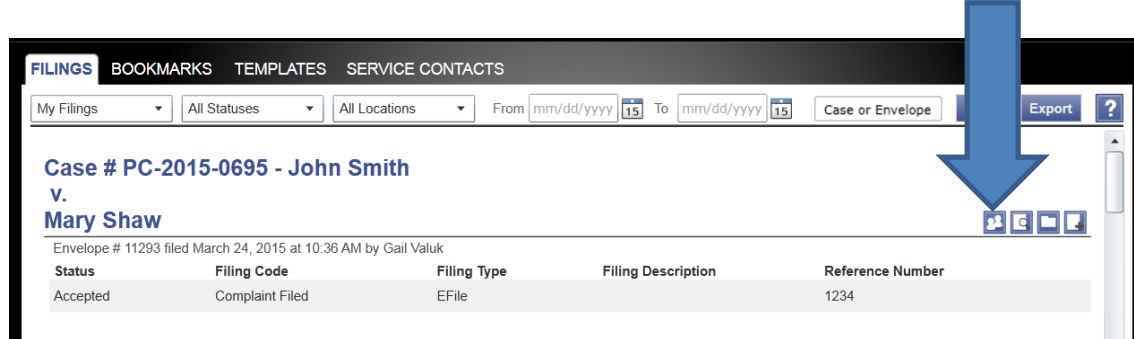 FILINGS BOOKMARKS TEMPLATES SERVICE CONTACTS
My Filings All Statuses All Locations From mm/dd/yyyy 15 To mm/dd/yyyy 15 Case or Envelope Export ?
Case # PC-2015-0695 - John Smith
v.
Mary Shaw
Envelope # 11293 filed March 24, 2015 at 10:36 AM by Gail Valuk
Status Filing Code Filing Type Filing Description Reference Number
Accepted Complaint Filed EFile 1234